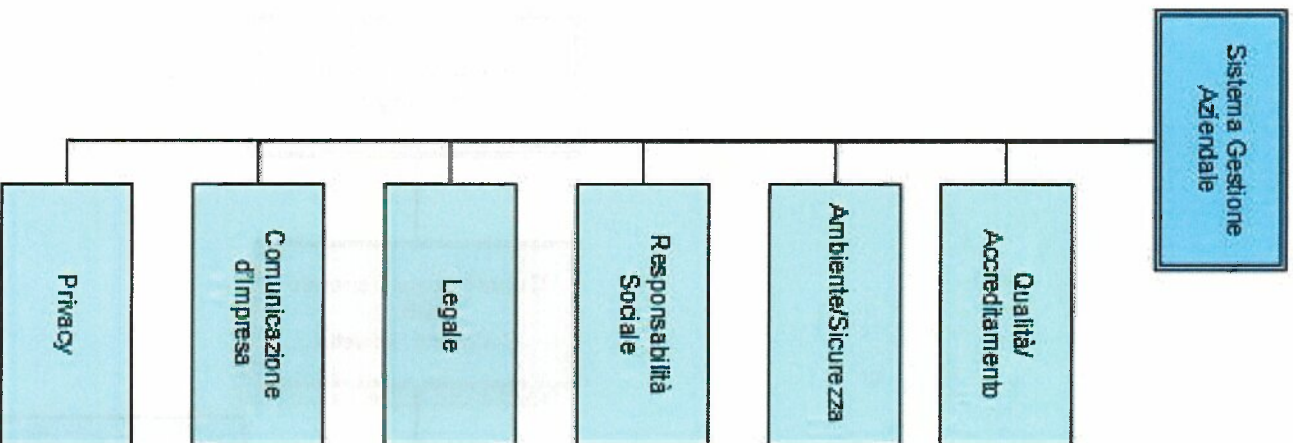 Sistema Gestione
Aziendale
Qualità/
Accreditamento
Ambiente/Sicurezza
Responsabilità
Sociale
Legale
Comunicazione
d'Impresa
Privacy